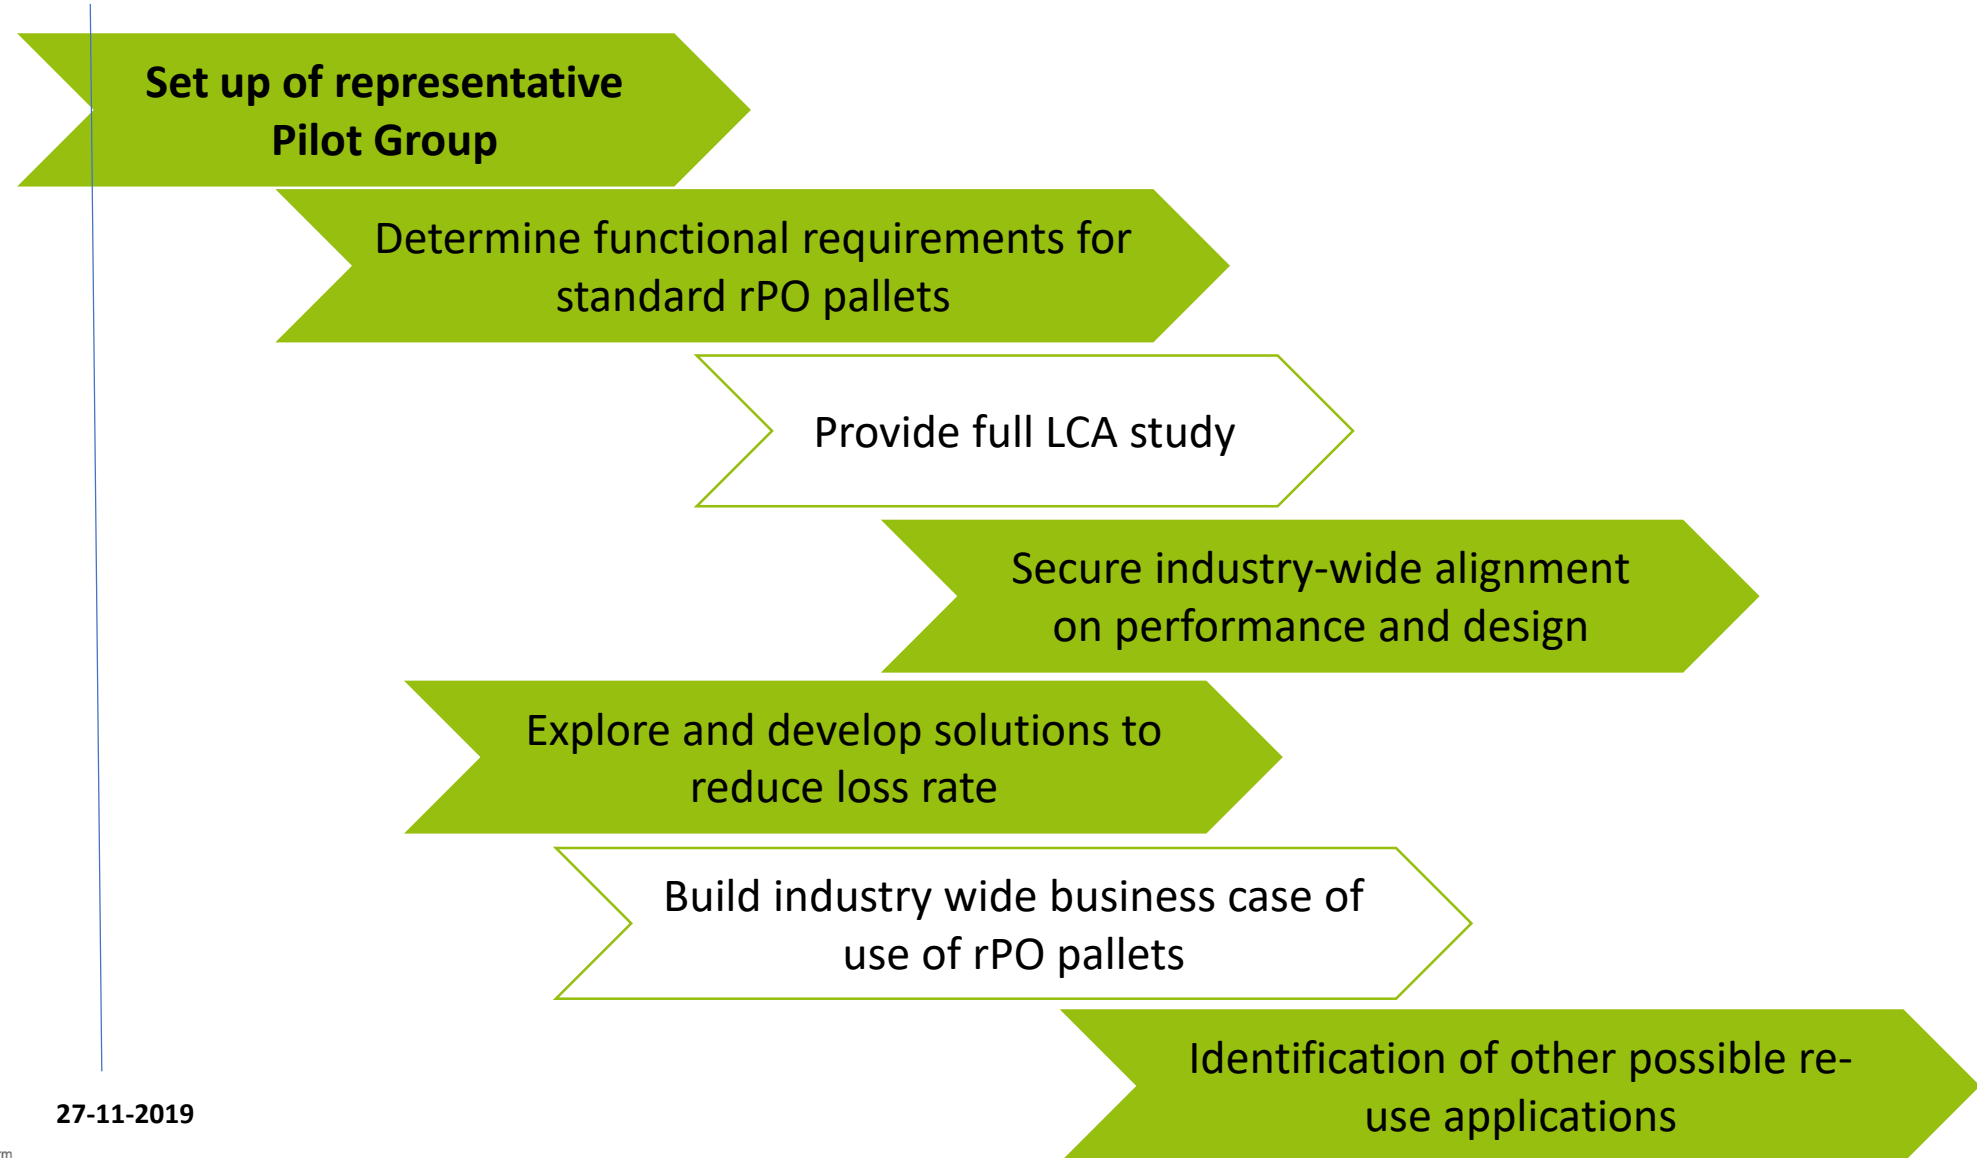 Set up of representative
Pilot Group
Determine functional requirements for
standard rPO pallets
Provide full LCA study
Secure industry-wide alignment
on performance and design
Explore and develop solutions to
reduce loss rate
Build industry wide business case of
use of rPO pallets
Identification of other possible re-
use applications
27-11-2019